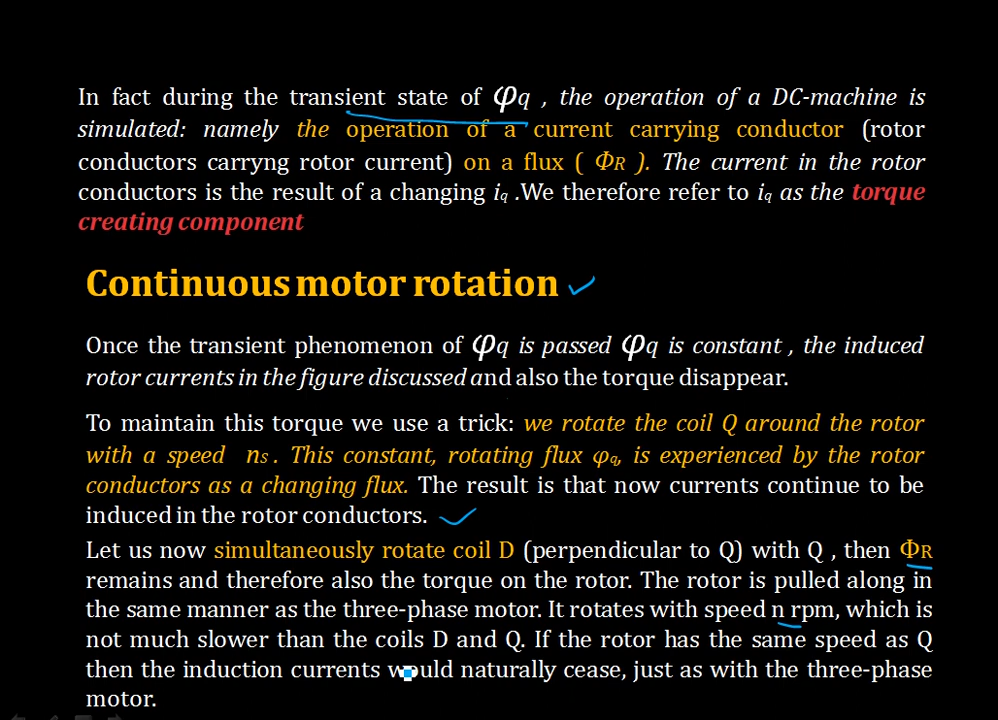 In fact during the transient state of φq , the operation of a DC-machine is
simulated: namely the operation of a current carrying conductor (rotor
conductors carryng rotor current) on a flux ( ΦR ). The current in the rotor
conductors is the result of a changing iq .We therefore refer to iq as the torque
creating component
Continuous motor rotation
Once the transient phenomenon of φq is passed φq is constant , the induced
rotor currents in the figure discussed and also the torque disappear.
To maintain this torque we use a trick: we rotate the coil Q around the rotor
with a speed ns . This constant, rotating flux φq, is experienced by the rotor
conductors as a changing flux. The result is that now currents continue to be
induced in the rotor conductors.
Let us now simultaneously rotate coil D (perpendicular to Q) with Q , then ΦR
remains and therefore also the torque on the rotor. The rotor is pulled along in
the same manner as the three-phase motor. It rotates with speed n rpm, which is
not much slower than the coils D and Q. If the rotor has the same speed as Q
then the induction currents would naturally cease, just as with the three-phase
motor.